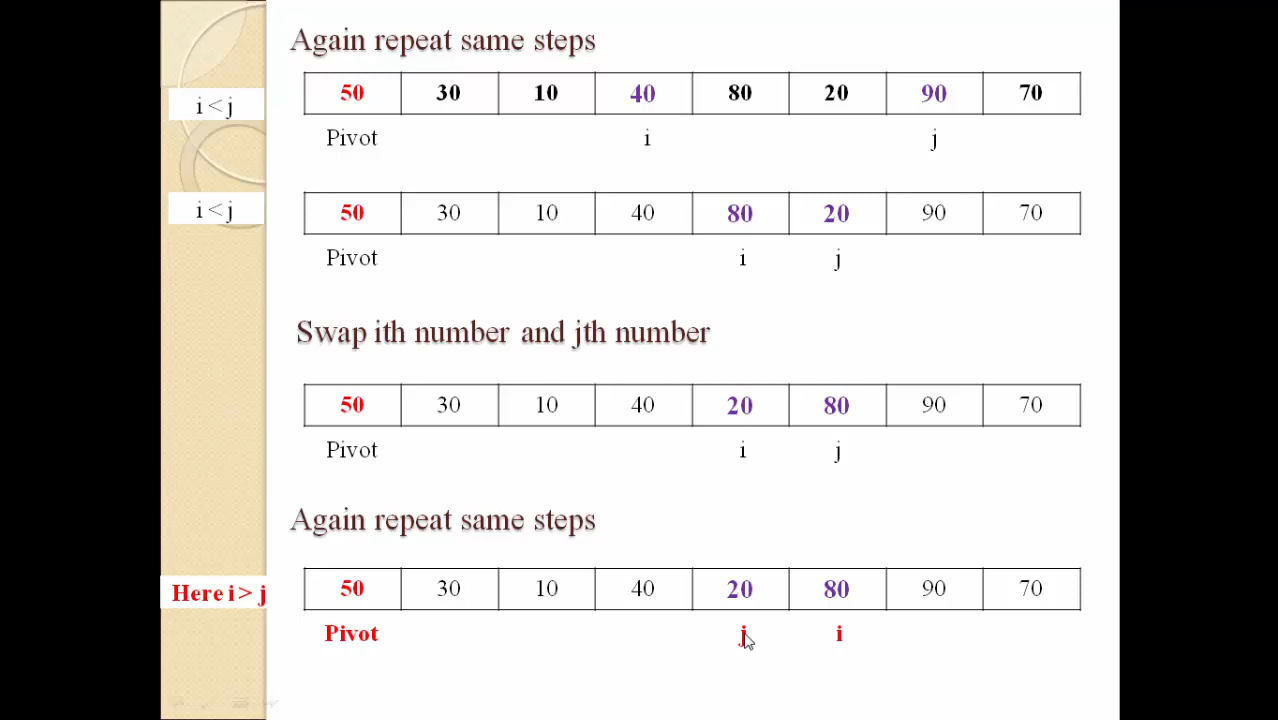 Again repeat same steps
i < j
50 30 10 40 80 20 90 70
Pivot i j
i < j
50 30 10 40 80 20 90 70
Pivot i j
Swap ith number and jth number
50 30 10 40 20 80 90 70
Pivot i j
Again repeat same steps
Here i > j
50 30 10 40 20 80 90 70
Pivot j i